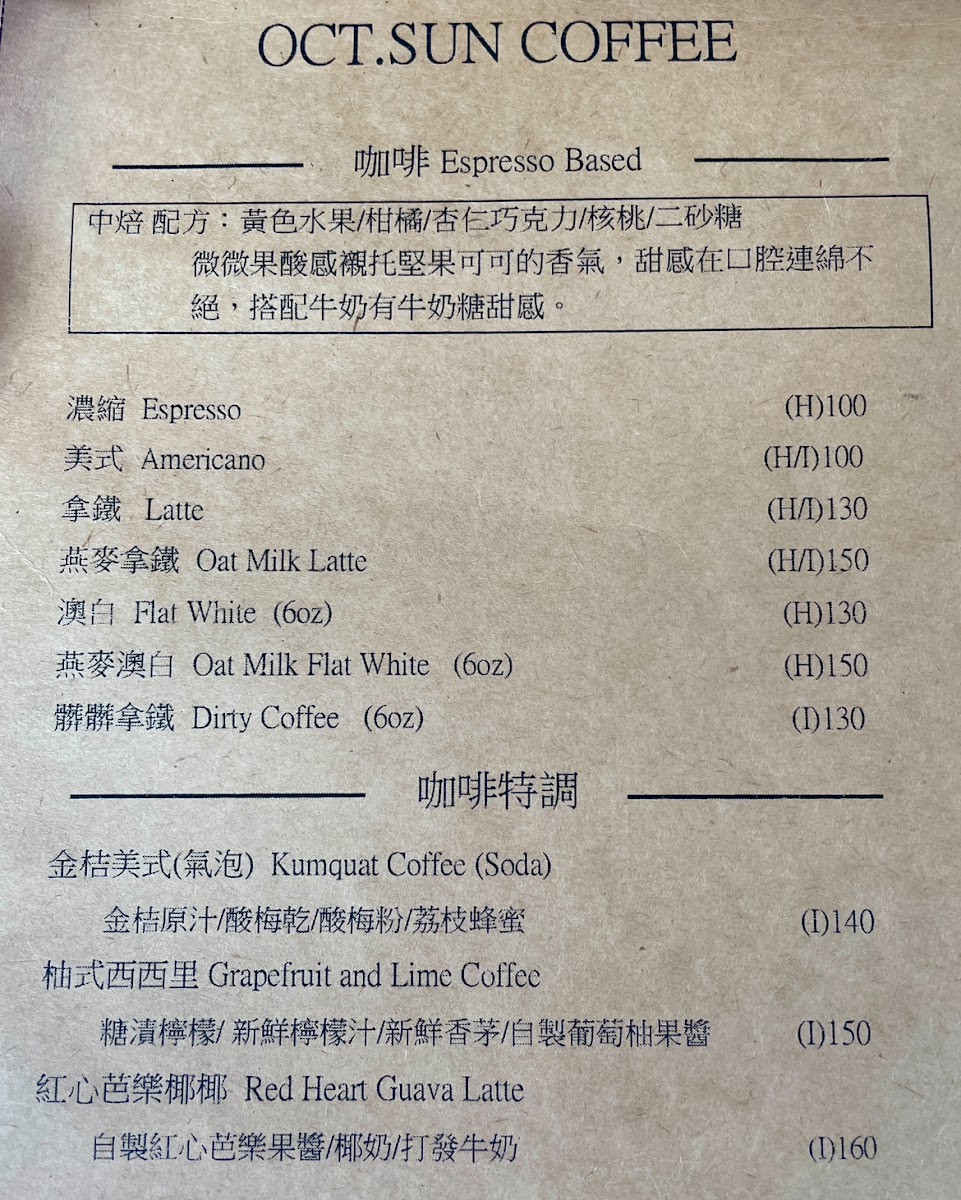 OCT.SUN COFFEE
咖啡 Espresso Based
中焙 配方：黃色水果/柑橘/杏仁巧克力/核桃/二砂糖
微微果酸感襯托堅果可可的香氣，甜感在口腔連綿不
絕，搭配牛奶有牛奶糖甜感。
濃縮 Espresso (H)100
美式 Americano (H/I)100
拿鐵 Latte (H/I)130
燕麥拿鐵 Oat Milk Latte (H/I)150
澳白 Flat White (6oz) (H)130
燕麥澳白 Oat Milk Flat White (6oz) (H)150
髒髒拿鐵 Dirty Coffee (6oz) (I)130
咖啡特調
金桔美式(氣泡) Kumquat Coffee (Soda)
金桔原汁/酸梅乾/酸梅粉/荔枝蜂蜜 (I)140
柚式西西里 Grapefruit and Lime Coffee
糖漬檸檬/ 新鮮檸檬汁/新鮮香茅/自製葡萄柚果醬 (I)150
紅心芭樂椰椰 Red Heart Guava Latte
自製紅心芭樂果醬/椰奶/打發牛奶 (I)160